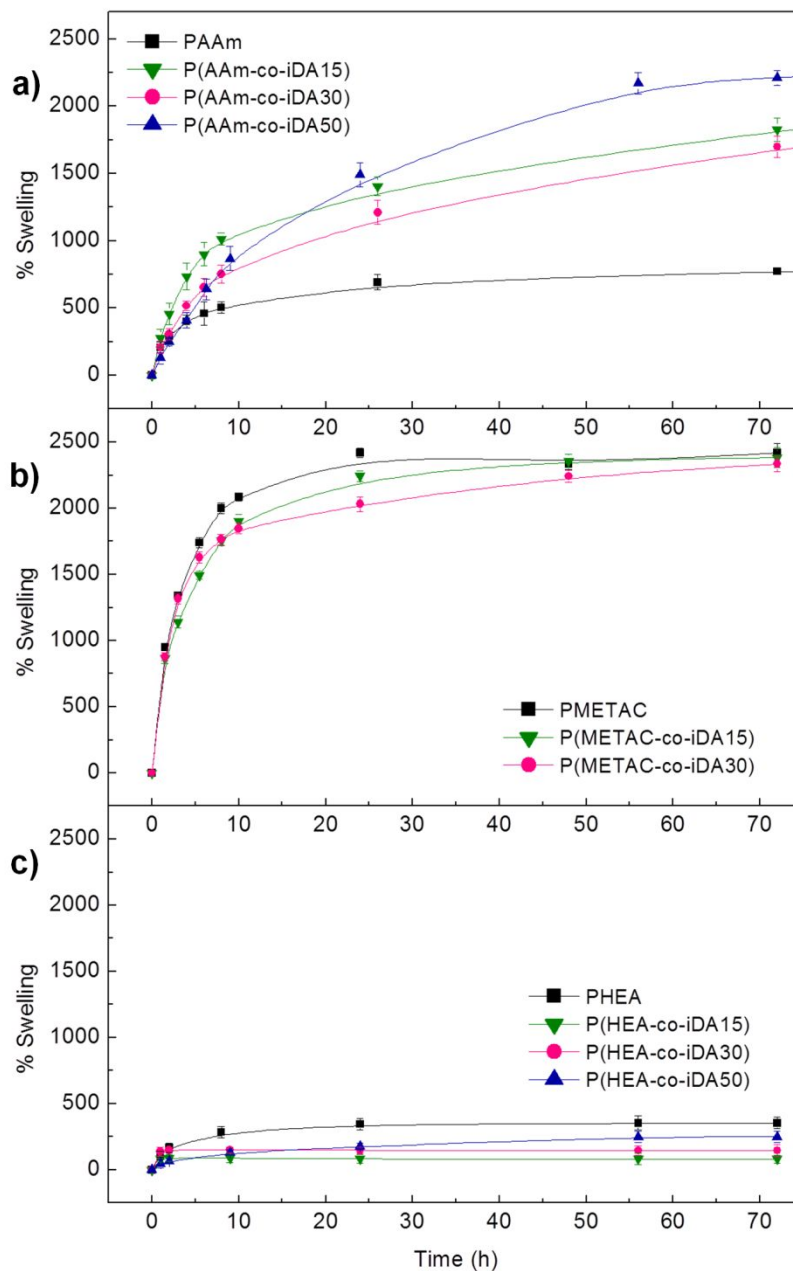 a)
% Swelling
2500
2000
1500
1000
500
0
PAAm
P(AAm-co-iDA15)
P(AAm-co-iDA30)
P(AAm-co-iDA50)
0 10 20 30 40 50 60 70
b)
% Swelling
2500
2000
1500
1000
500
0
PMETAC
P(METAC-co-iDA15)
P(METAC-co-iDA30)
0 10 20 30 40 50 60 70
c)
% Swelling
2500
2000
1500
1000
500
0
PHEA
P(HEA-co-iDA15)
P(HEA-co-iDA30)
P(HEA-co-iDA50)
0 10 20 30 40 50 60 70
Time (h)